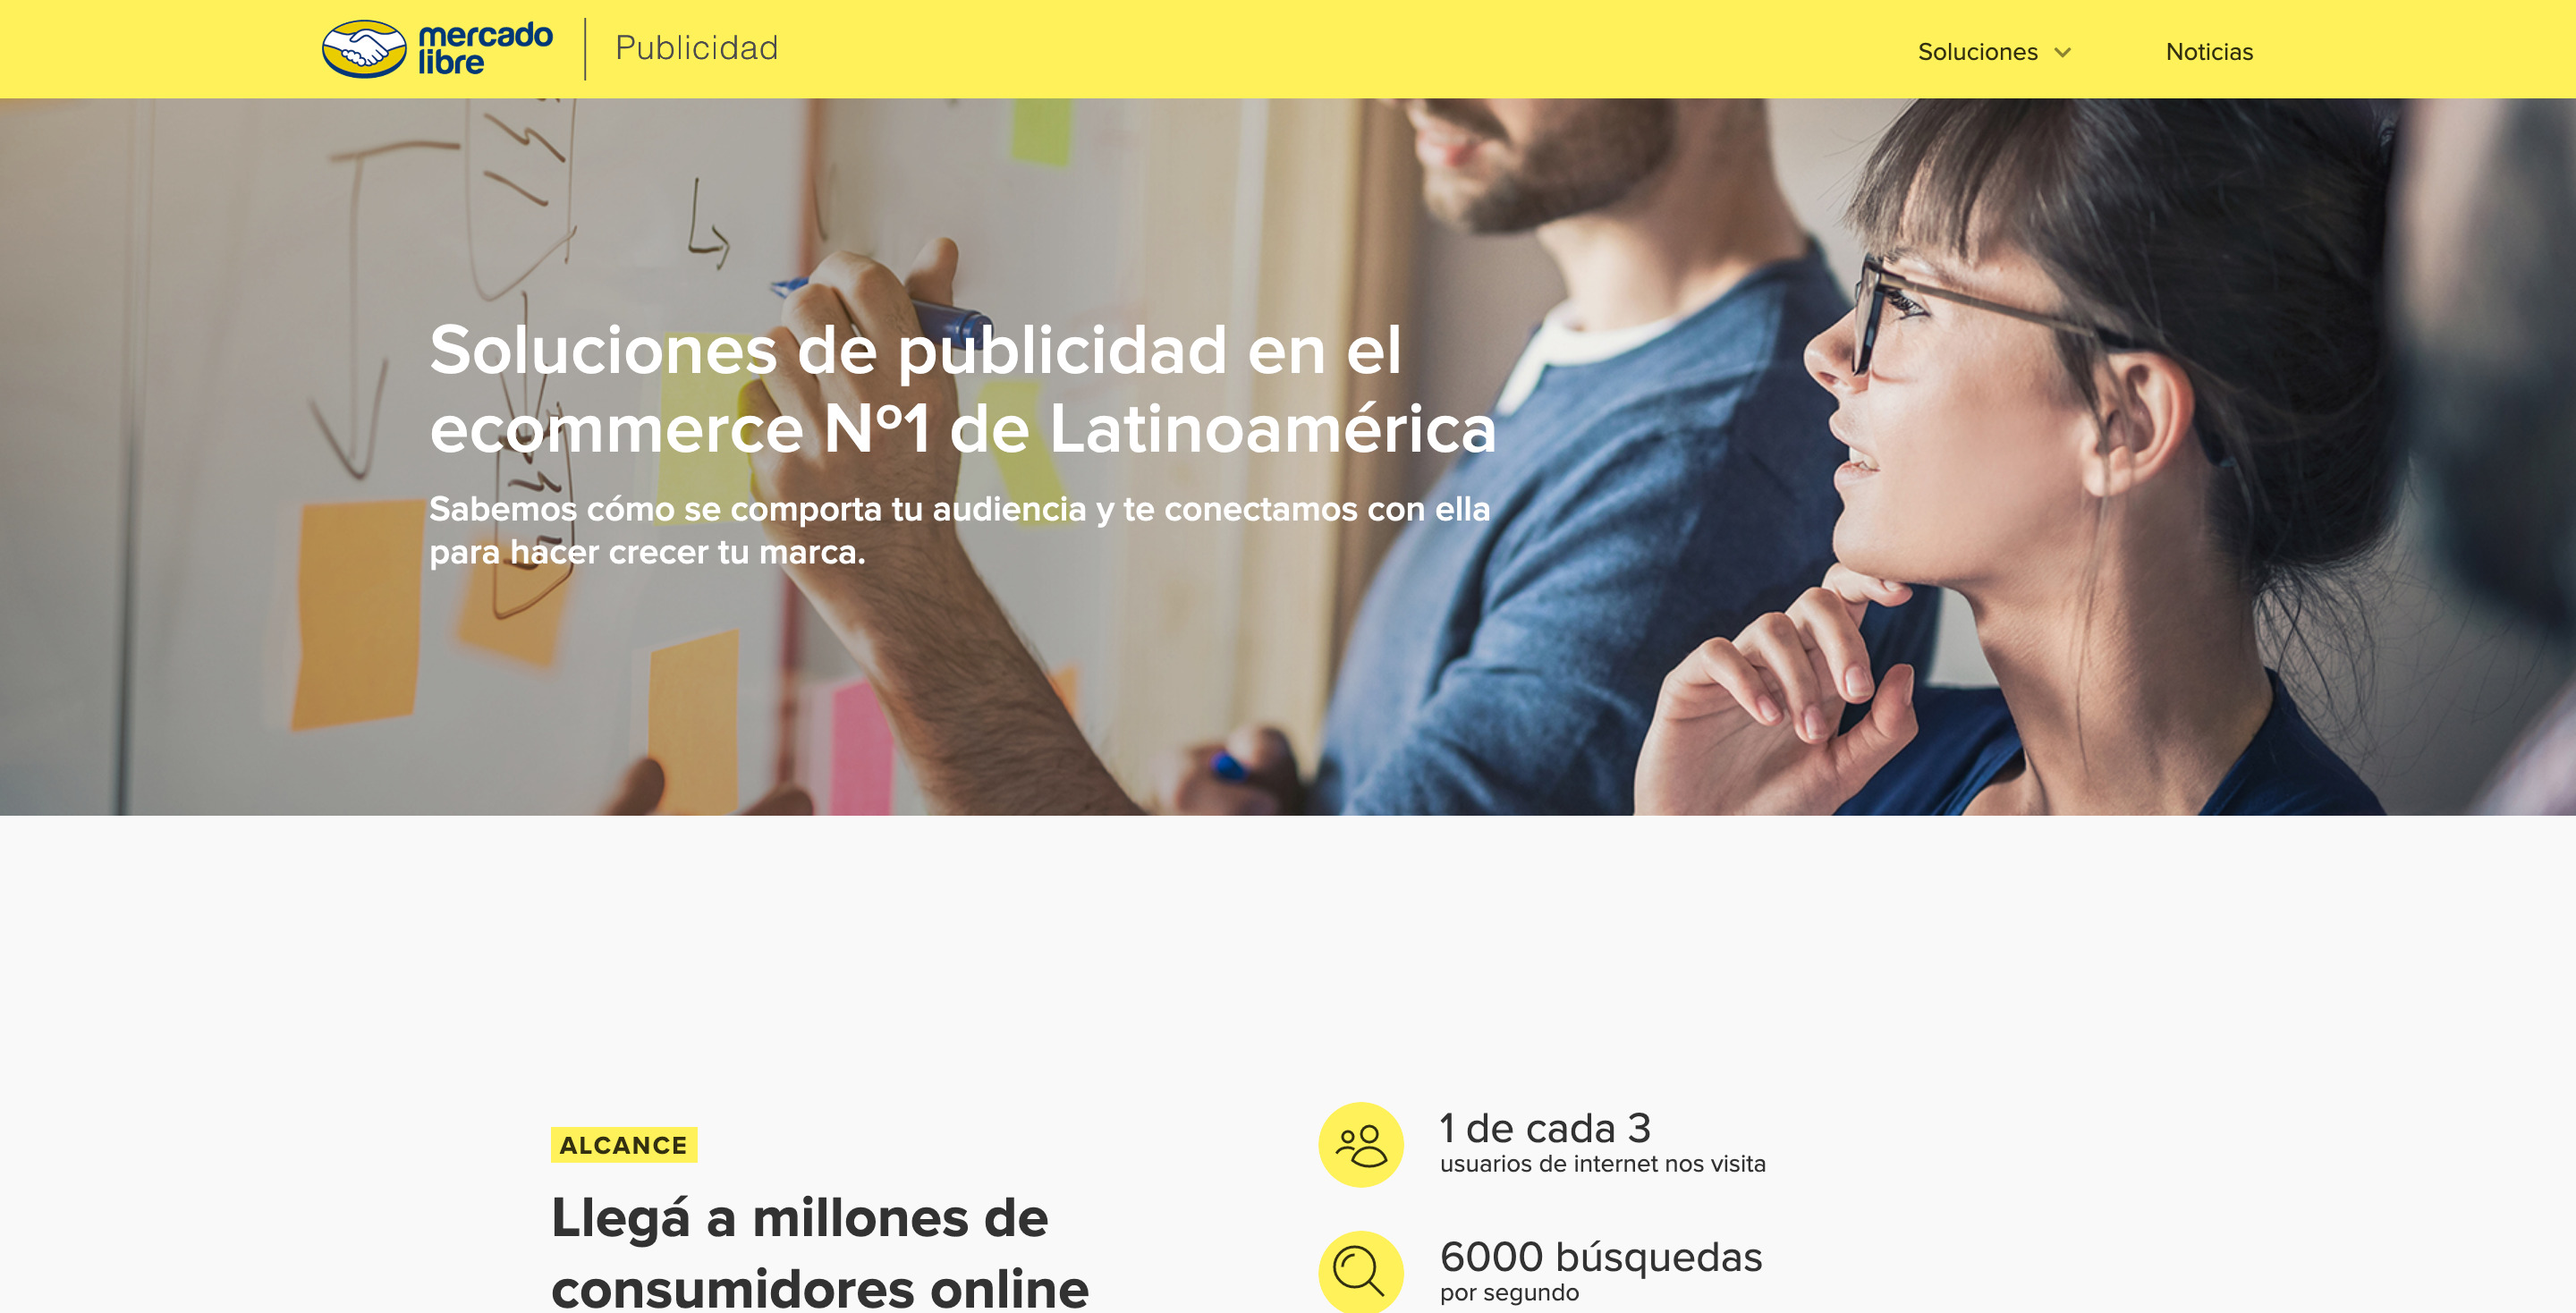 mercado
libre
Publicidad
Soluciones
Noticias
Soluciones de publicidad en el
ecommerce Nº1 de Latinoamérica
Sabemos cómo se comporta tu audiencia y te conectamos con ella
para hacer crecer tu marca.
ALCANCE
Llegá a millones de
consumidores online
1 de cada 3
usuarios de internet nos visita
6000 búsquedas
por segundo